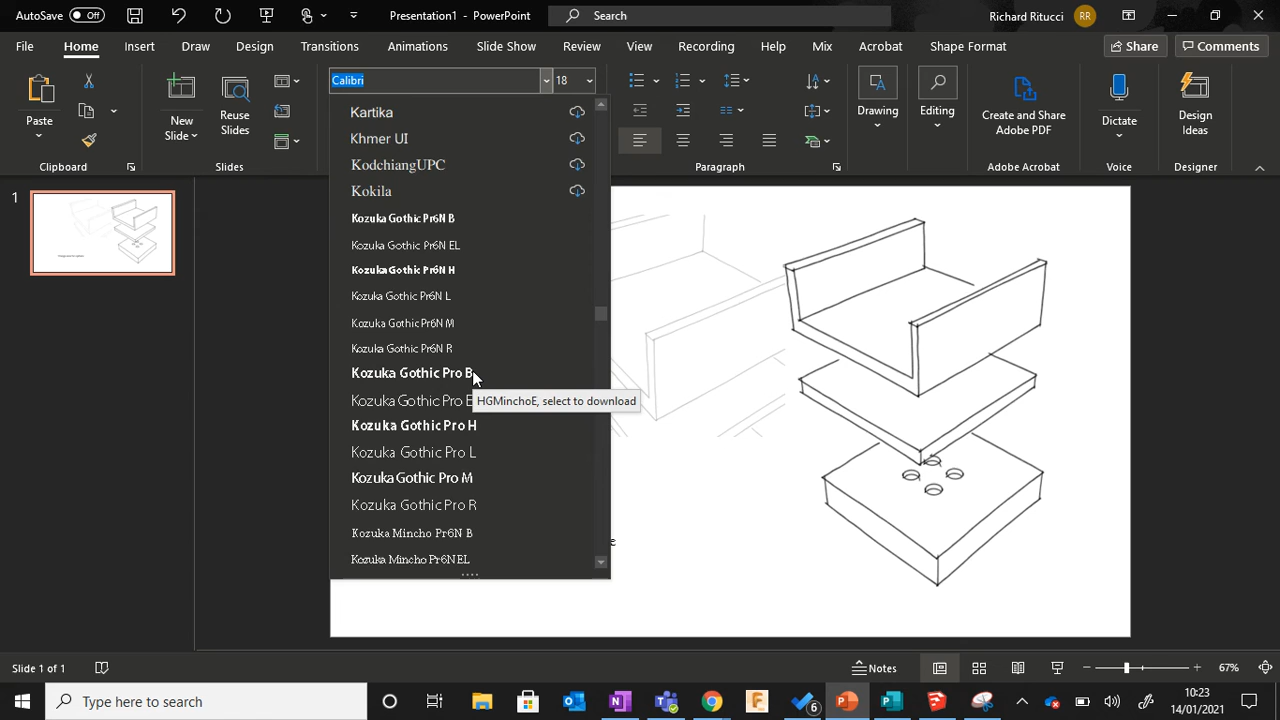 AutoSave Off Presentation1 - PowerPoint Search Richard Ritucci RR
File Home Insert Draw Design Transitions Animations Slide Show Review View Recording Help Mix Acrobat Shape Format Share Comments
Calibri 18
Paste
New Slide
Reuse Slides
Drawing
Editing
Create and Share Adobe PDF
Dictate
Design Ideas
Clipboard Slides Paragraph Adobe Acrobat Voice Designer
1
Kartika
Khmer UI
KodchiangUPC
Kokila
Kozuka Gothic Pr6N B
Kozuka Gothic Pr6N EL
Kozuka Gothic Pr6N H
Kozuka Gothic Pr6N L
Kozuka Gothic Pr6N M
Kozuka Gothic Pr6N R
Kozuka Gothic Pro B
HGMinchoE, select to download
Kozuka Gothic Pro E
Kozuka Gothic Pro H
Kozuka Gothic Pro L
Kozuka Gothic Pro M
Kozuka Gothic Pro R
Kozuka Mincho Pr6N B
Kozuka Mincho Pr6N EL
e
Slide 1 of 1 Notes 67%
Type here to search 6 10:23
14/01/2021